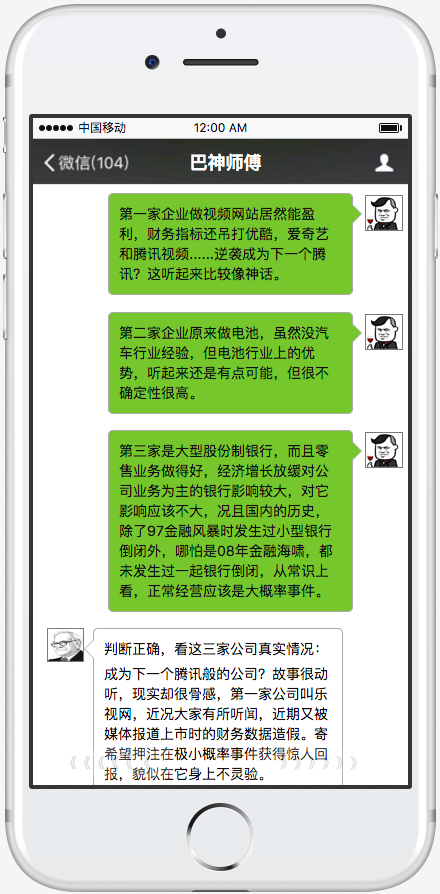 中国移动 12:00 AM
微信(104) 巴神师傅
第一家企业做视频网站居然能盈
利，财务指标还吊打优酷，爱奇艺
和腾讯视频……逆袭成为下一个腾
讯？这听起来比较像神话。
第二家企业原来做电池，虽然没汽
车行业经验，但电池行业上的优
势，听起来还是有点可能，但很不
确定性很高。
第三家是大型股份制银行，而且零
售业务做得好，经济增长放缓对公
司业务为主的银行影响较大，对它
影响应该不大，况且国内的历史，
除了97金融风暴时发生过小型银行
倒闭外，哪怕是08年金融海啸，都
未发生过一起银行倒闭，从常识上
看，正常经营应该是大概率事件。
判断正确，看这三家公司真实情况：
成为下一个腾讯般的公司？故事很动
听，现实却很骨感，第一家公司叫乐
视网，近况大家有所听闻，近期又被
媒体报道上市时的财务数据造假。寄
希望押注在极小概率事件获得惊人回
报，貌似在它身上不灵验。